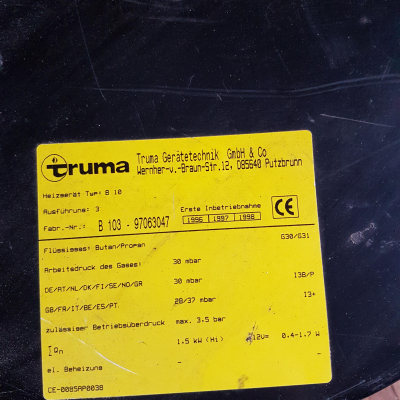 truma
Truma Gerätetechnik GmbH & Co
Wernher-v.-Braun-Str.12, D85640 Putzbrunn
Heizgerät Typ: B 10
Ausführung: 3
Erste Inbetriebnahme
Fabr.-Nr.: B 103 - 97063047
1996 1997 1998
CE
Flüssiggas: Butan/Propan G30/G31
Arbeitsdruck des Gases: 30 mbar
DE/AT/NL/DK/FI/SE/NO/GR 30 mbar I3B/P
GB/FR/IT/BE/ES/PT. 28/37 mbar I3+
zulässiger Betriebsüberdruck max. 3.5 bar
∑Qn 1.5 kW (Hi) 12V= 0.4-1.7 W
el. Beheizung - -
CE-0085AP0038